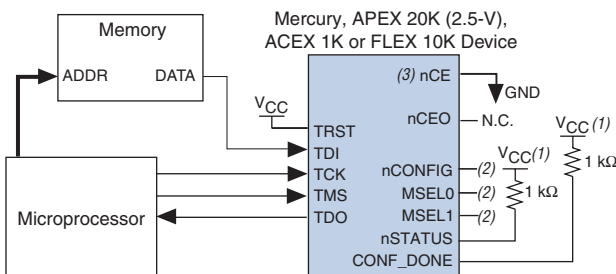 Mercury, APEX 20K (2.5-V),
ACEX 1K or FLEX 10K Device
Memory
ADDR DATA
(3) nCE
GND
VCC
nCEO N.C.
VCC(1)
TRST
TDI
1 kΩ
TCK
nCONFIG (2)
VCC(1)
TMS
MSEL0 (2)
1 kΩ
Microprocessor
TDO
MSEL1 (2)
nSTATUS
CONF_DONE